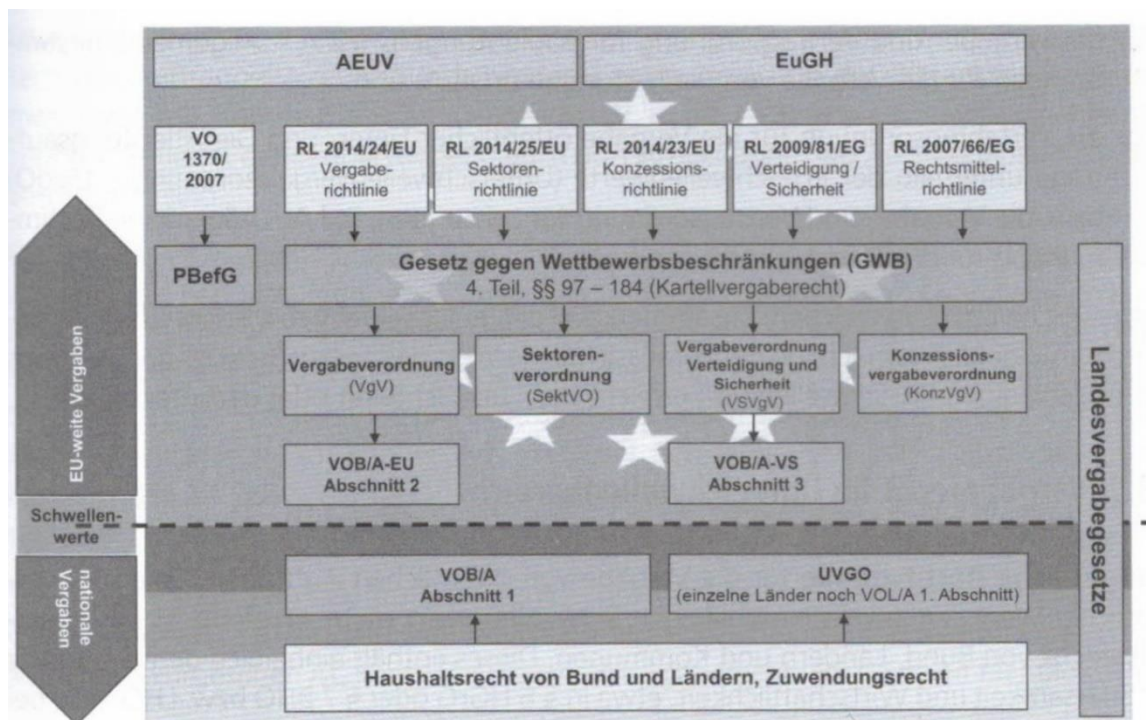 AEUV
EuGH
VO
1370/
2007
RL 2014/24/EU
Vergabe-
richtlinie
RL 2014/25/EU
Sektoren-
richtlinie
RL 2014/23/EU
Konzessions-
richtlinie
RL 2009/81/EG
Verteidigung /
Sicherheit
RL 2007/66/EG
Rechtsmittel-
richtlinie
PBefG
Gesetz gegen Wettbewerbsbeschränkungen (GWB)
4. Teil, §§ 97 – 184 (Kartellvergaberecht)
Vergabeverordnung
(VgV)
Sektoren-
verordnung
(SektVO)
Vergabeverordnung
Verteidigung und
Sicherheit
(VSVgV)
Konzessions-
vergabeverordnung
(KonzVgV)
VOB/A-EU
Abschnitt 2
VOB/A-VS
Abschnitt 3
EU-weite Vergaben
Schwellen-
werte
nationale
Vergaben
VOB/A
Abschnitt 1
UVGO
(einzelne Länder noch VOL/A 1. Abschnitt)
Haushaltsrecht von Bund und Ländern, Zuwendungsrecht
Landesvergabegesetze